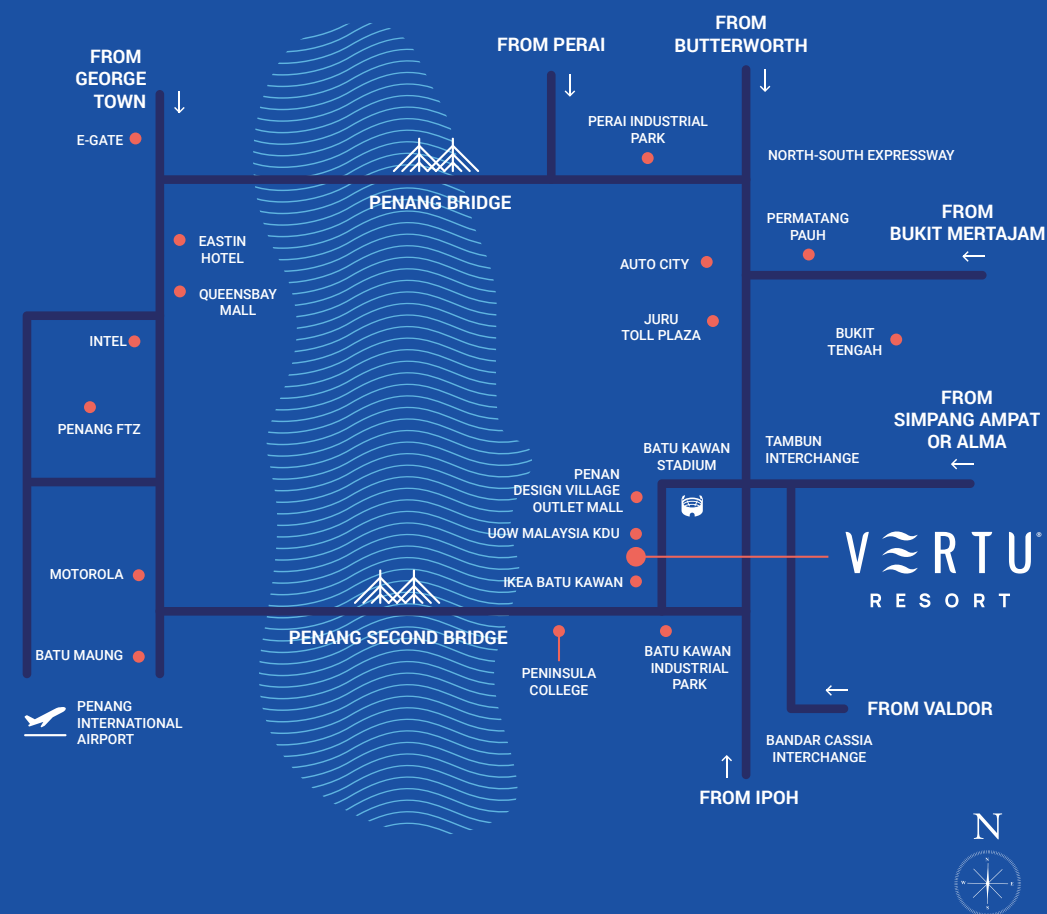 FROM
BUTTERWORTH
FROM PERAI
FROM
GEORGE
TOWN
E-GATE
PERAI INDUSTRIAL
PARK
NORTH-SOUTH EXPRESSWAY
PENANG BRIDGE
PERMATANG
PAUH
FROM
BUKIT MERTAJAM
EASTIN
HOTEL
AUTO CITY
QUEENSBAY
MALL
JURU
TOLL PLAZA
INTEL
BUKIT
TENGAH
PENANG FTZ
FROM
SIMPANG AMPAT
OR ALMA
BATU KAWAN
STADIUM
TAMBUN
INTERCHANGE
PENAN
DESIGN VILLAGE
OUTLET MALL
UOW MALAYSIA KDU
VERTU®
RESORT
MOTOROLA
IKEA BATU KAWAN
PENANG SECOND BRIDGE
BATU MAUNG
PENINSULA
COLLEGE
BATU KAWAN
INDUSTRIAL
PARK
PENANG
INTERNATIONAL
AIRPORT
FROM VALDOR
BANDAR CASSIA
INTERCHANGE
FROM IPOH
N
N
W
E
S